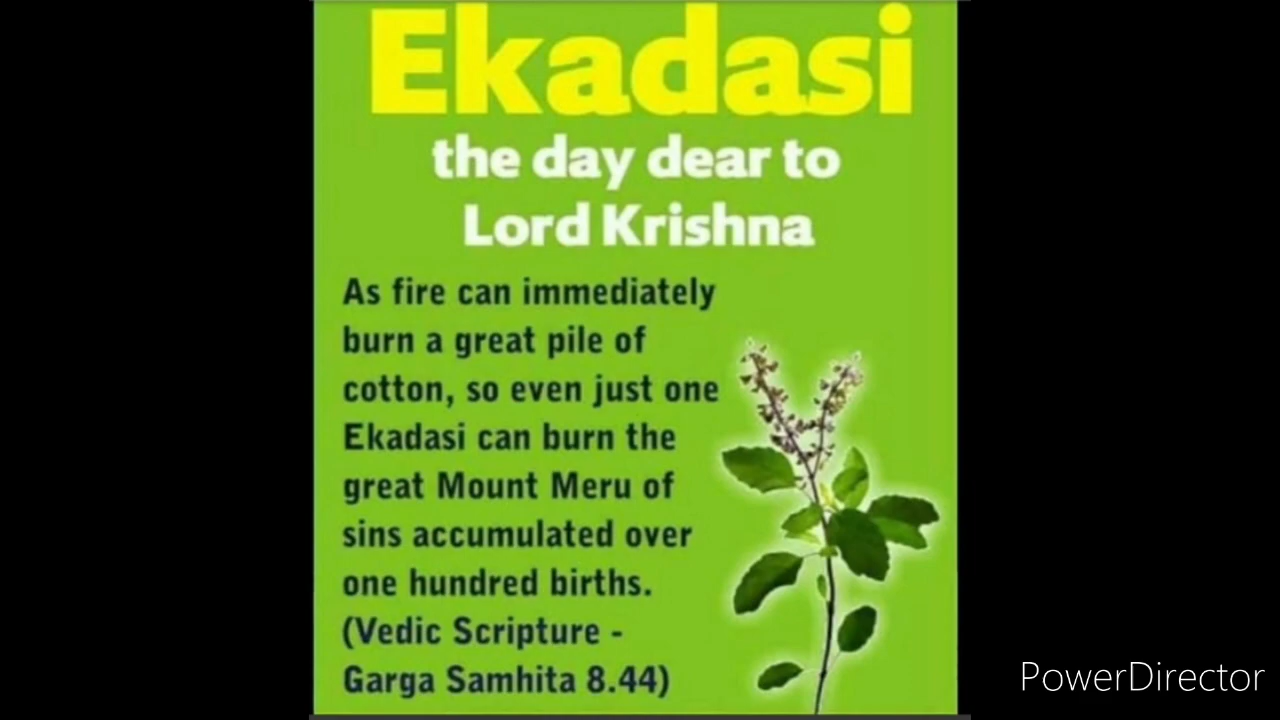 Ekadasi
the day dear to
Lord Krishna
As fire can immediately
burn a great pile of
cotton, so even just one
Ekadasi can burn the
great Mount Meru of
sins accumulated over
one hundred births.
(Vedic Scripture -
Garga Samhita 8.44)
PowerDirector